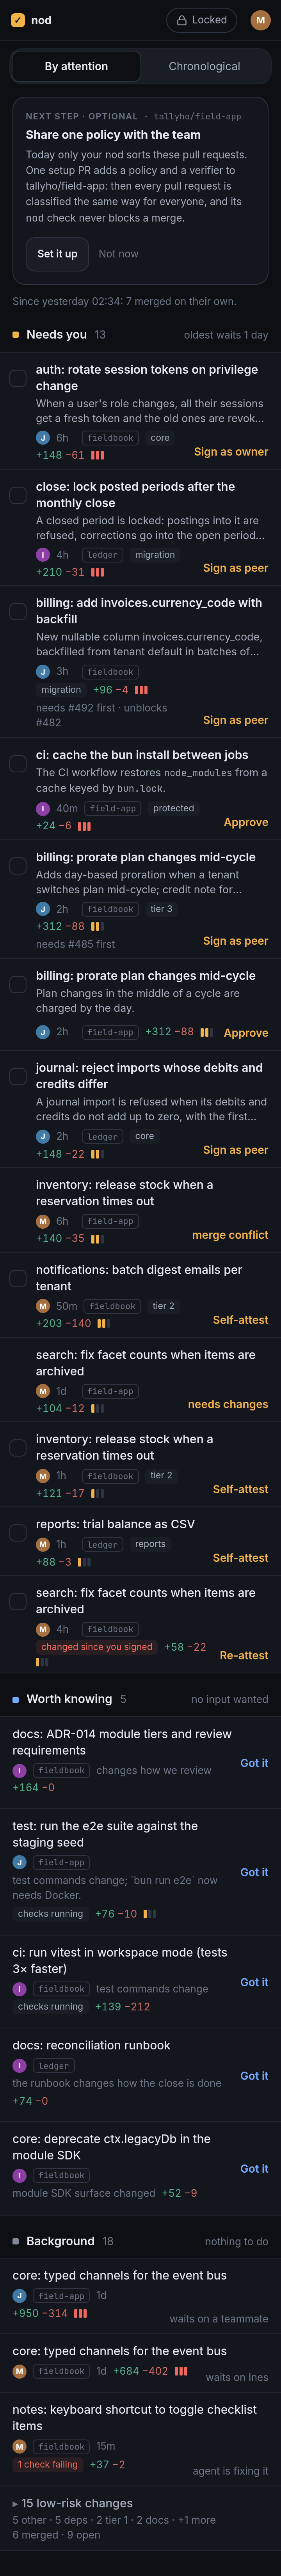 ✓ nod Locked M
By attention Chronological
NEXT STEP · OPTIONAL · tallyho/field-app
Share one policy with the team
Today only your nod sorts these pull requests.
One setup PR adds a policy and a verifier to
tallyho/field-app: then every pull request is
classified the same way for everyone, and its
nod check never blocks a merge.
Set it up Not now
Since yesterday 02:34: 7 merged on their own.
Needs you 13 oldest waits 1 day
auth: rotate session tokens on privilege
change
When a user's role changes, all their sessions
get a fresh token and the old ones are revok...
J 6h fieldbook core
+148 −61 Sign as owner
close: lock posted periods after the
monthly close
A closed period is locked: postings into it are
refused, corrections go into the open period...
I 4h ledger migration
+210 −31 Sign as peer
billing: add invoices.currency_code with
backfill
New nullable column invoices.currency_code,
backfilled from tenant default in batches of...
J 3h fieldbook
migration +96 −4
needs #492 first · unblocks
#482 Sign as peer
ci: cache the bun install between jobs
The CI workflow restores node_modules from a
cache keyed by bun.lock.
I 40m field-app protected
+24 −6 Approve
billing: prorate plan changes mid-cycle
Adds day-based proration when a tenant
switches plan mid-cycle; credit note for...
J 2h fieldbook tier 3
+312 −88
needs #485 first Sign as peer
billing: prorate plan changes mid-cycle
Plan changes in the middle of a cycle are
charged by the day.
J 2h field-app +312 −88 Approve
journal: reject imports whose debits and
credits differ
A journal import is refused when its debits and
credits do not add up to zero, with the first...
J 2h ledger core
+148 −22 Sign as peer
inventory: release stock when a
reservation times out
M 6h field-app
+140 −35 merge conflict
notifications: batch digest emails per
tenant
M 50m fieldbook tier 2
+203 −140 Self-attest
search: fix facet counts when items are
archived
M 1d field-app
+104 −12 needs changes
inventory: release stock when a
reservation times out
M 1h fieldbook tier 2
+121 −17 Self-attest
reports: trial balance as CSV
M 1h ledger reports
+88 −3 Self-attest
search: fix facet counts when items are
archived
M 4h fieldbook
changed since you signed +58 −22
Re-attest
Worth knowing 5 no input wanted
docs: ADR-014 module tiers and review
requirements
I fieldbook changes how we review
+164 −0 Got it
test: run the e2e suite against the
staging seed
J field-app
test commands change; `bun run e2e` now
needs Docker.
checks running +76 −10 Got it
ci: run vitest in workspace mode (tests
3× faster)
I fieldbook test commands change
checks running +139 −212 Got it
docs: reconciliation runbook
I ledger
the runbook changes how the close is done
+74 −0 Got it
core: deprecate ctx.legacyDb in the
module SDK
I fieldbook
module SDK surface changed +52 −9 Got it
Background 18 nothing to do
core: typed channels for the event bus
J field-app 1d
+950 −314 waits on a teammate
core: typed channels for the event bus
M fieldbook 1d +684 −402 waits on Ines
notes: keyboard shortcut to toggle checklist
items
M fieldbook 15m
1 check failing +37 −2 agent is fixing it
▸ 15 low-risk changes
5 other · 5 deps · 2 tier 1 · 2 docs · +1 more
6 merged · 9 open